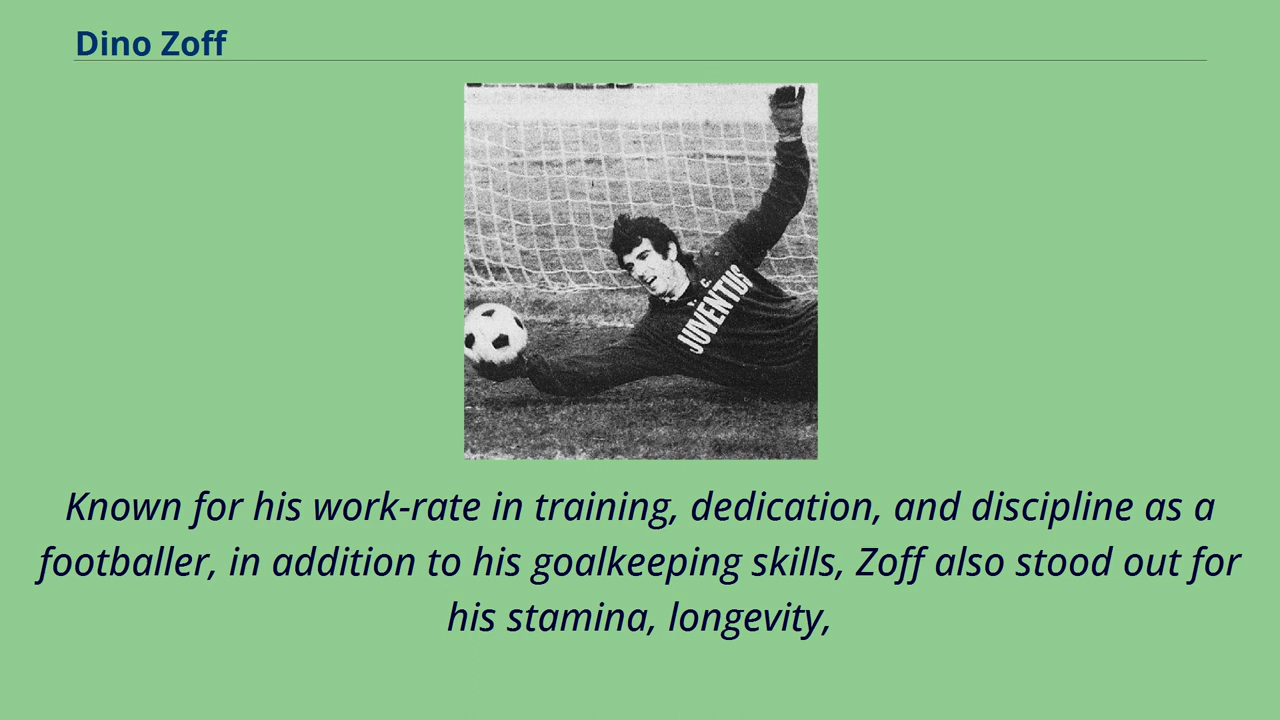 Dino Zoff
JUVENTUS
Known for his work-rate in training, dedication, and discipline as a
footballer, in addition to his goalkeeping skills, Zoff also stood out for
his stamina, longevity,